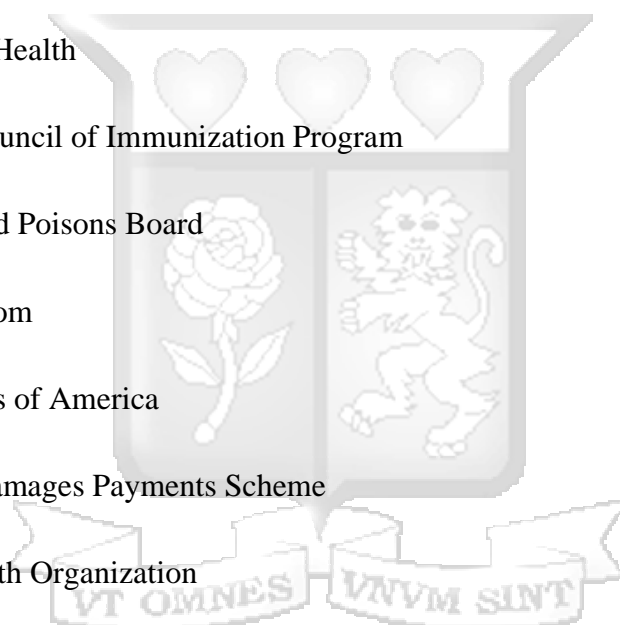 Health
uncil of Immunization Program
d Poisons Board
om
s of America
amages Payments Scheme
th Organization
VT OMNES VNVM SINT